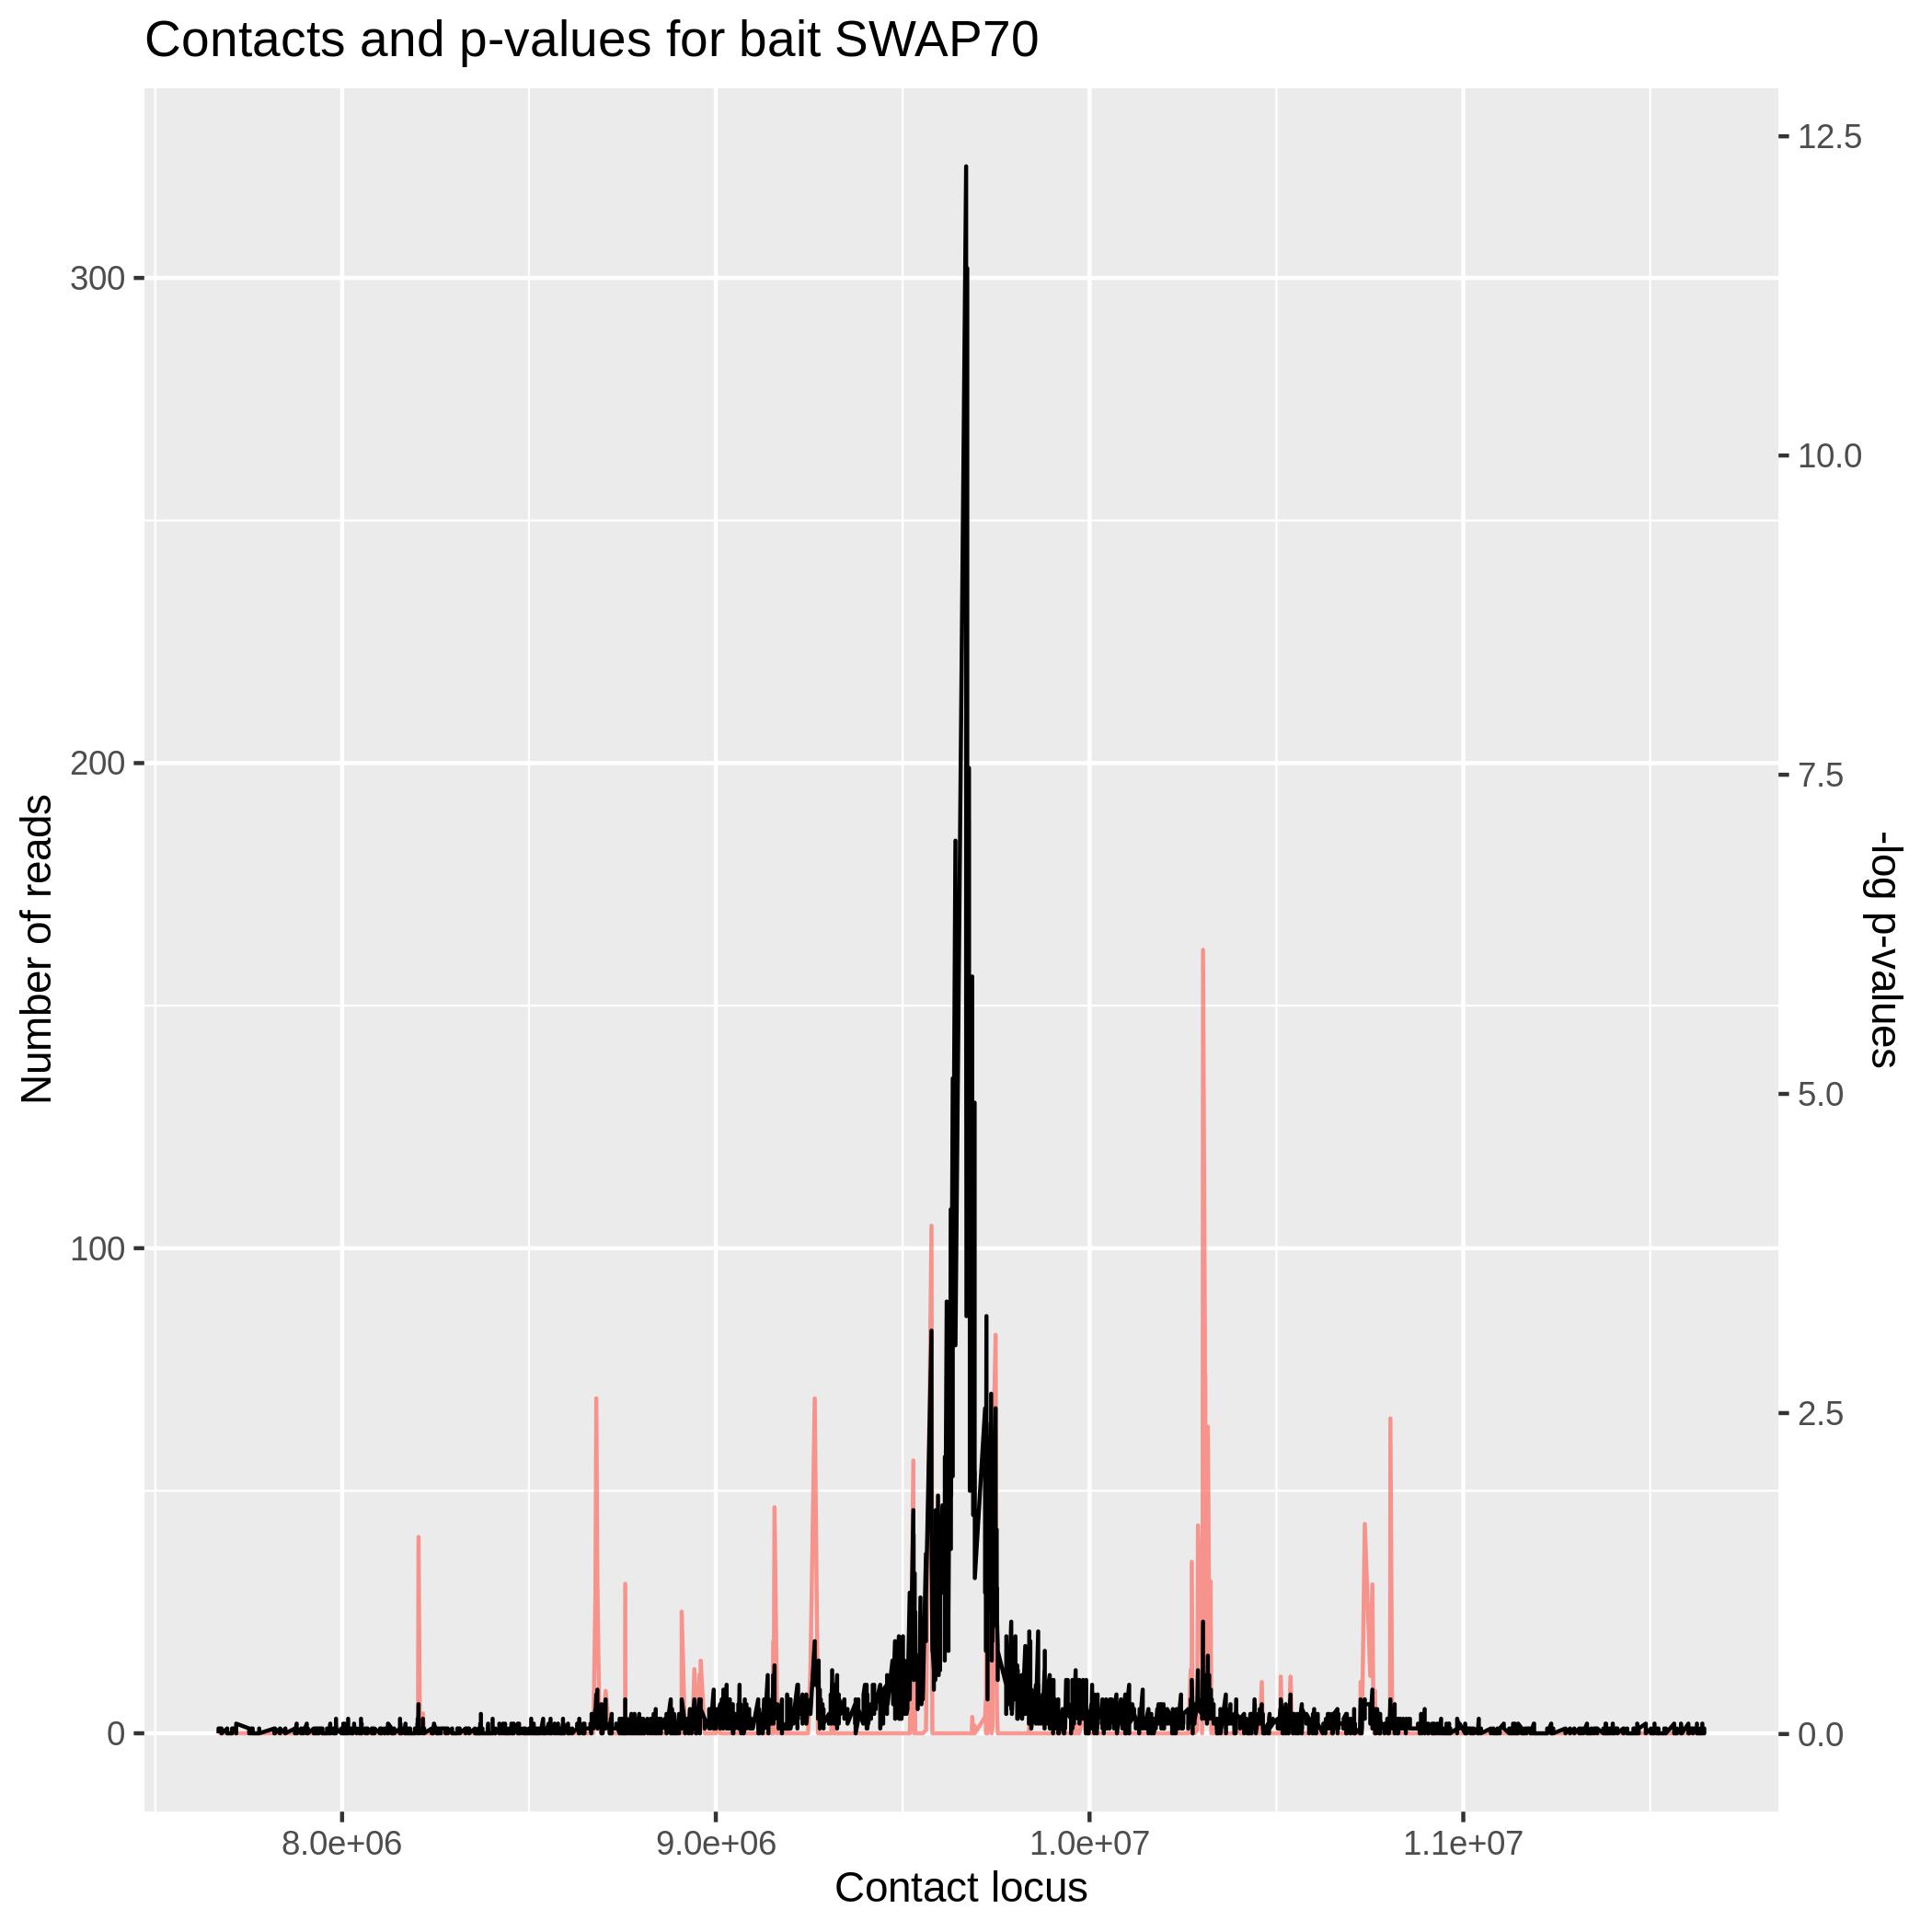 Contacts and p-values for bait SWAP70
Number of reads
300
200
100
0
12.5
10.0
7.5
5.0
2.5
0.0
-log p-values
8.0e+06
9.0e+06
1.0e+07
1.1e+07
Contact locus